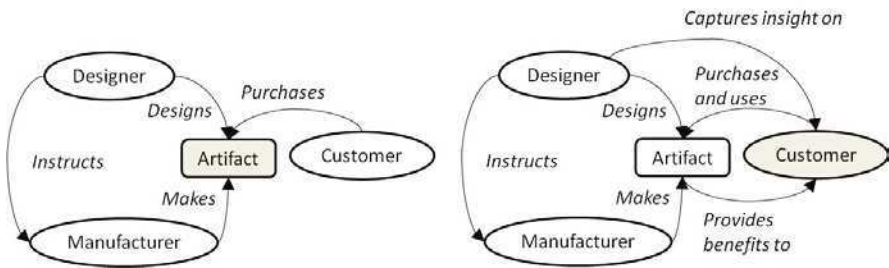 Designer
Purchases
Designs
Artifact
Customer
Instructs
Makes
Manufacturer
Captures insight on
Designer
Purchases
and uses
Designs
Artifact
Customer
Instructs
Makes
Provides
benefits to
Manufacturer